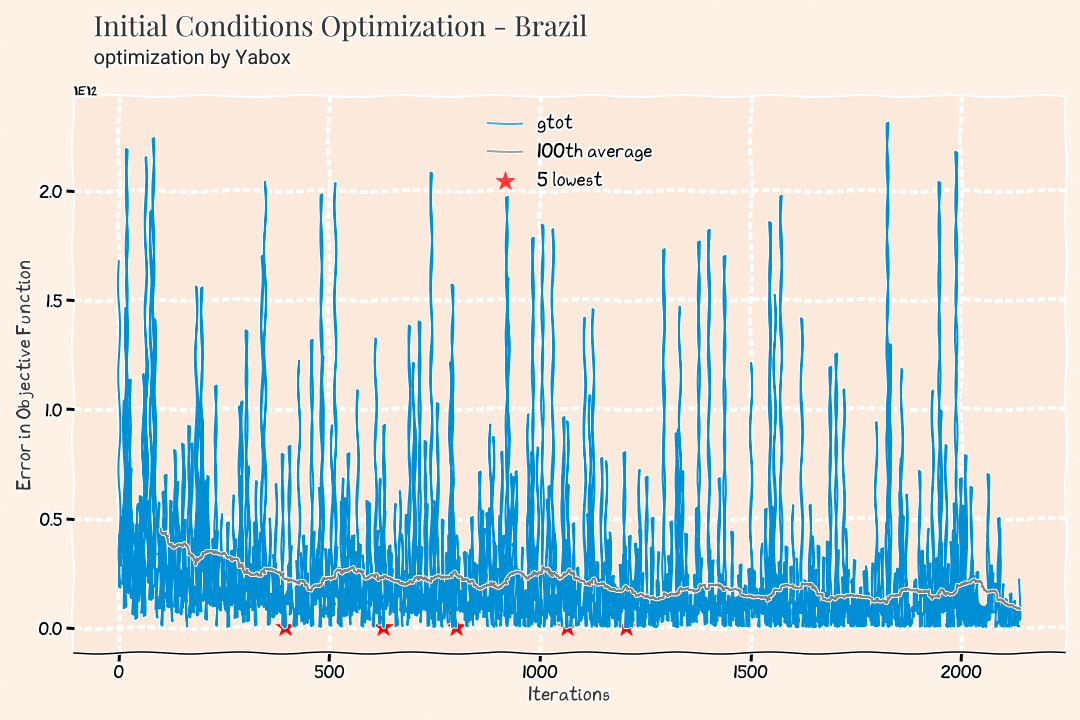 Initial Conditions Optimization - Brazil
optimization by Yabox
1E12
gtot
100th average
5 lowest
2.0
1.5
1.0
0.5
0.0
Error in Objective Function
0 500 1000 1500 2000
Iterations